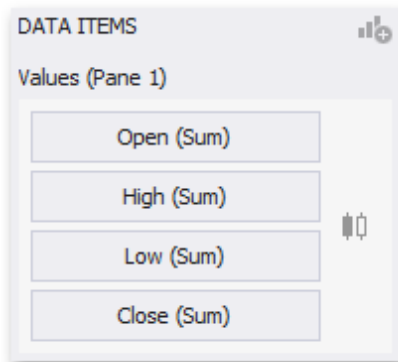 DATA ITEMS
Values (Pane 1)
Open (Sum)
High (Sum)
Low (Sum)
Close (Sum)